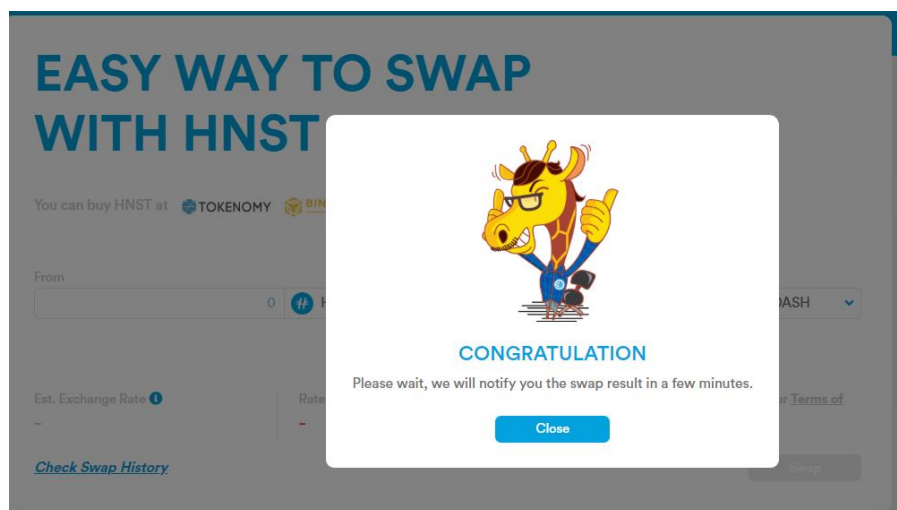 EASY WAY TO SWAP
WITH HNST
You can buy HNST at TOKENOMY
From
0
CONGRATULATION
Please wait, we will notify you the swap result in a few minutes.
Close
Est. Exchange Rate
Rate
Terms of
-
-
Check Swap History
Swap